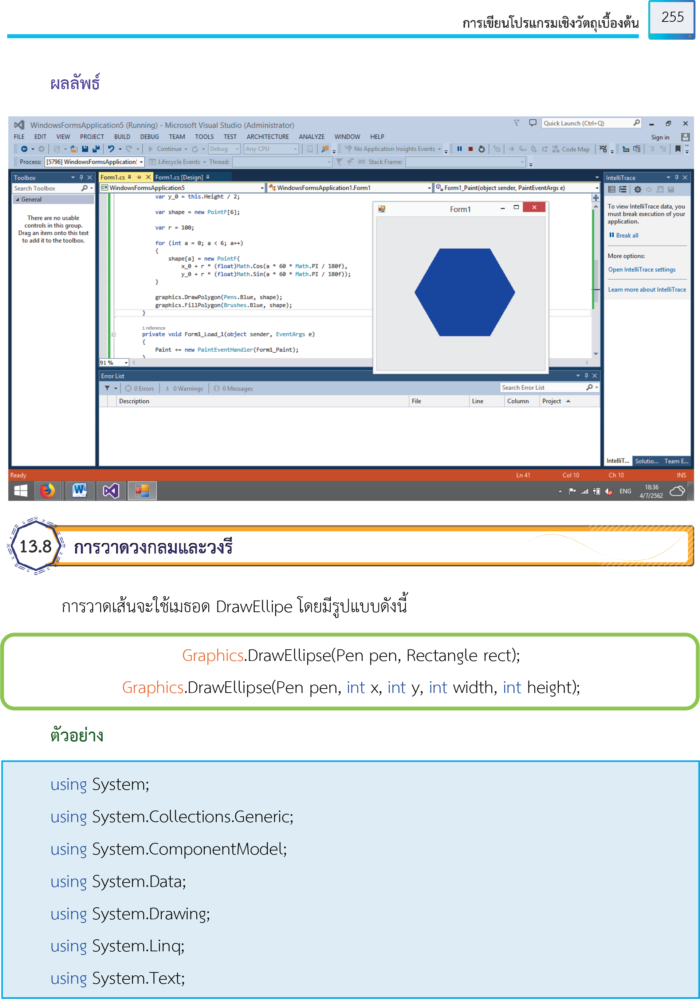 การเขียนโปรแกรมเชิงวัตถุเบื้องต้น
255
ผลลัพธ์
WindowsFormsApplication5 (Running) - Microsoft Visual Studio (Administrator)
Quick Launch (Ctrl+Q)
FILE EDIT VIEW PROJECT BUILD DEBUG TEAM TOOLS TEST ARCHITECTURE ANALYZE WINDOW HELP
Sign in
Continue Debug Any CPU No Application Insights Events Code Map
Process: [5796] WindowsFormsApplication! Lifecycle Events Thread: Stack Frame:
Toolbox
Search Toolbox
General
There are no usable
controls in this group.
Drag an item onto this text
to add it to the toolbox.
Form1.cs Form1.cs [Design]
C# WindowsFormsApplication5 WindowsFormsApplication1.Form1 Form1_Paint(object sender, PaintEventArgs e)
var y_0 = this.Height / 2;
var shape = new PointF[6];
var r = 100;
for (int a = 0; a < 6; a++)
{
shape[a] = new PointF(
x_0 + r * (float)Math.Cos(a * 60 * Math.PI / 180f),
y_0 + r * (float)Math.Sin(a * 60 * Math.PI / 180f));
}
graphics.DrawPolygon(Pens.Blue, shape);
graphics.FillPolygon(Brushes.Blue, shape);
}
1 reference
private void Form1_Load_1(object sender, EventArgs e)
{
Paint += new PaintEventHandler(Form1_Paint);
}
91 %
Form1
IntelliTrace
To view IntelliTrace data, you
must break execution of your
application.
Break all
More options:
Open IntelliTrace settings
Learn more about IntelliTrace
Error List
0 Errors 0 Warnings 0 Messages
Search Error List
Description File Line Column Project
IntelliT... Solutio... Team E...
Ready Ln 41 Col 10 Ch 10 INS
ENG 18:36
4/7/2562
13.8 การวาดวงกลมและวงรี
การวาดเส้นจะใช้เมธอด DrawEllipe โดยมีรูปแบบดังนี้
Graphics.DrawEllipse(Pen pen, Rectangle rect);
Graphics.DrawEllipse(Pen pen, int x, int y, int width, int height);
ตัวอย่าง
using System;
using System.Collections.Generic;
using System.ComponentModel;
using System.Data;
using System.Drawing;
using System.Linq;
using System.Text;